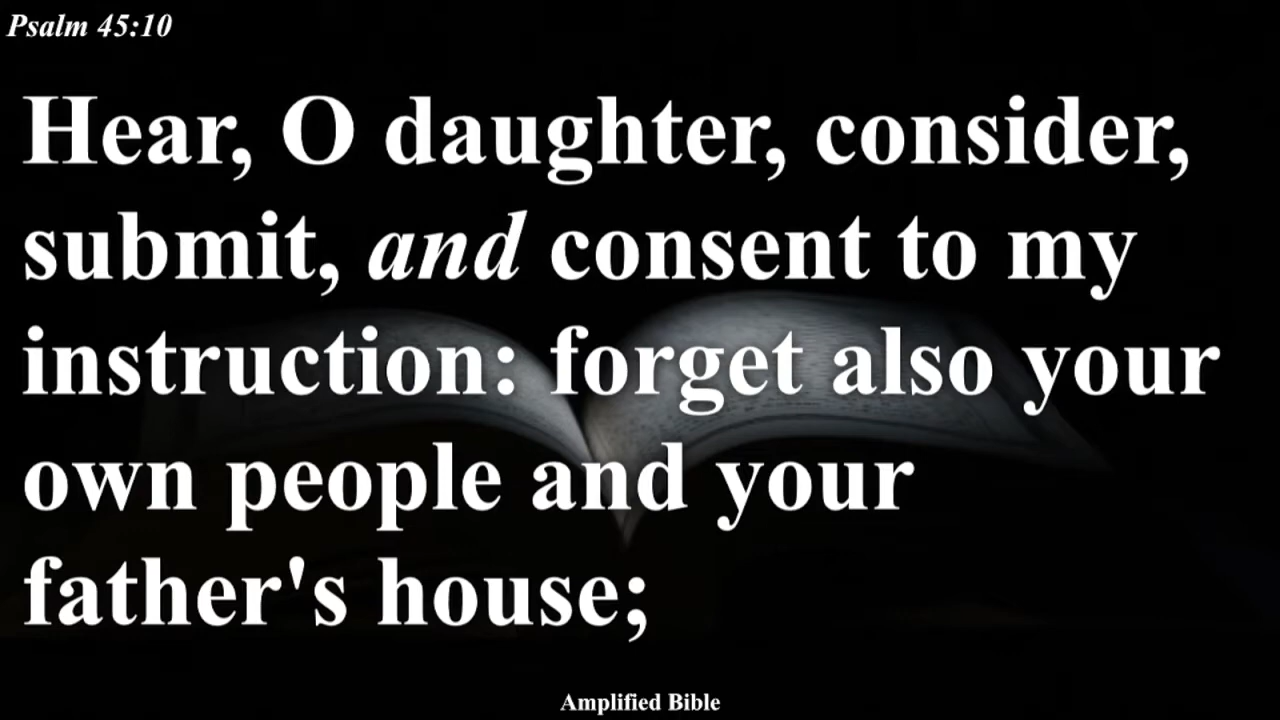 Psalm 45:10
Hear, O daughter, consider,
submit, and consent to my
instruction: forget also your
own people and your
father's house;
Amplified Bible